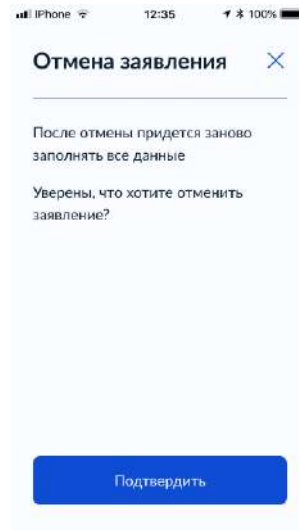 iPhone 12:35 100%
Отмена заявления
После отмены придется заново
заполнять все данные
Уверены, что хотите отменить
заявление?
Подтвердить